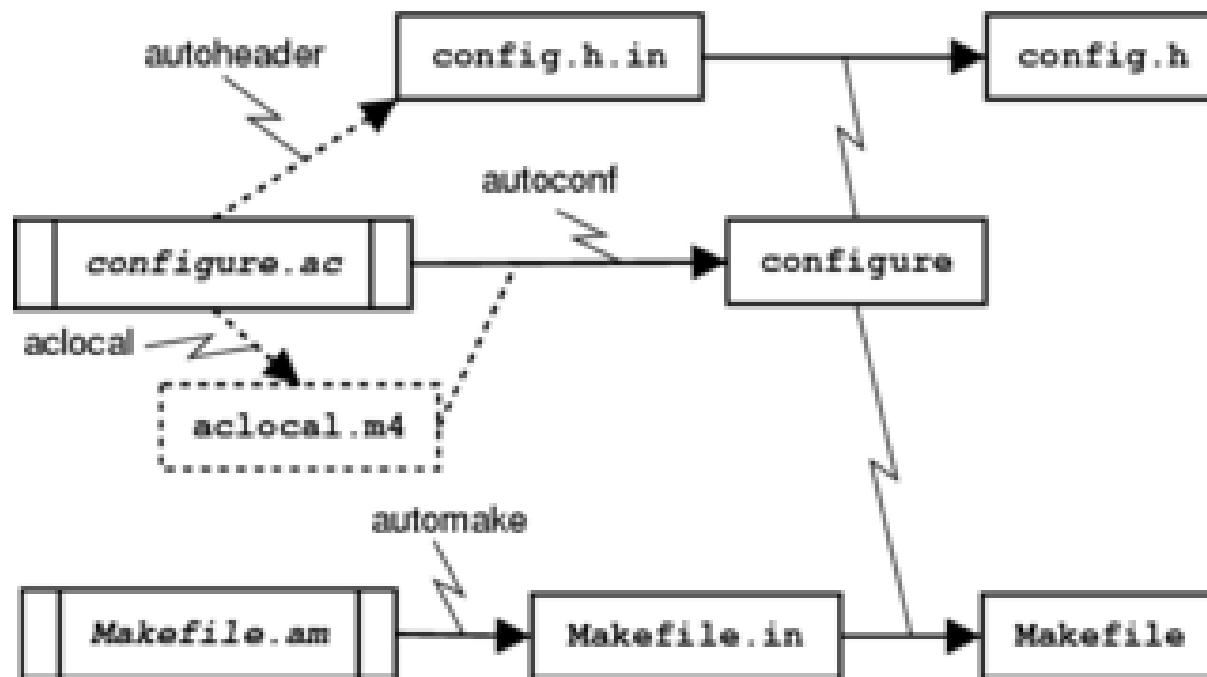 autoheader
config.h.in
config.h
autoconf
configure.ac
configure
aclocal
aclocal.m4
automake
Makefile.am
Makefile.in
Makefile